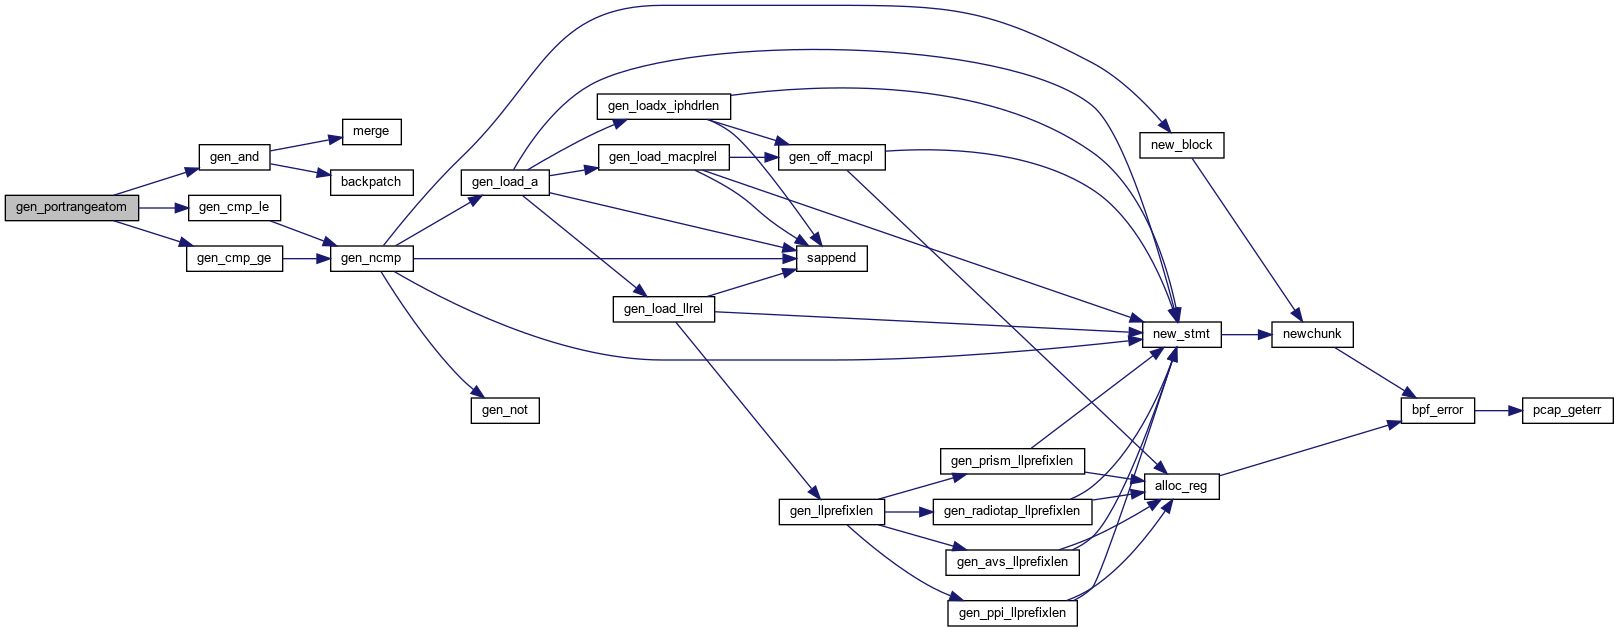 gen_portrangeatom
gen_and
gen_cmp_le
gen_cmp_ge
merge
backpatch
gen_ncmp
gen_load_a
gen_not
gen_loadx_iphdrlen
gen_load_macplrel
gen_load_llrel
gen_off_macpl
sappend
gen_llprefixlen
gen_prism_llprefixlen
gen_radiotap_llprefixlen
gen_avs_llprefixlen
gen_ppi_llprefixlen
new_block
new_stmt
alloc_reg
newchunk
bpf_error
pcap_geterr